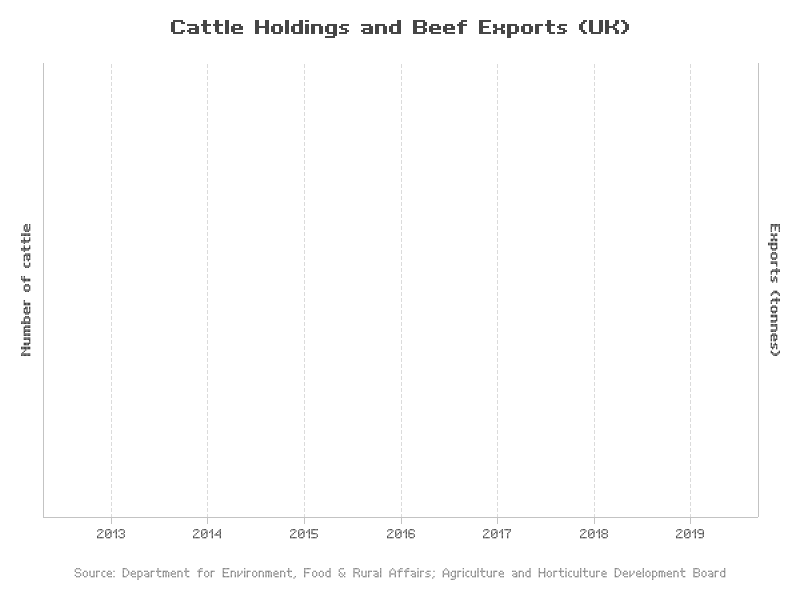 Cattle Holdings and Beef Exports (UK)
Number of cattle
Exports (tonnes)
2013 2014 2015 2016 2017 2018 2019
Source: Department for Environment, Food & Rural Affairs; Agriculture and Horticulture Development Board